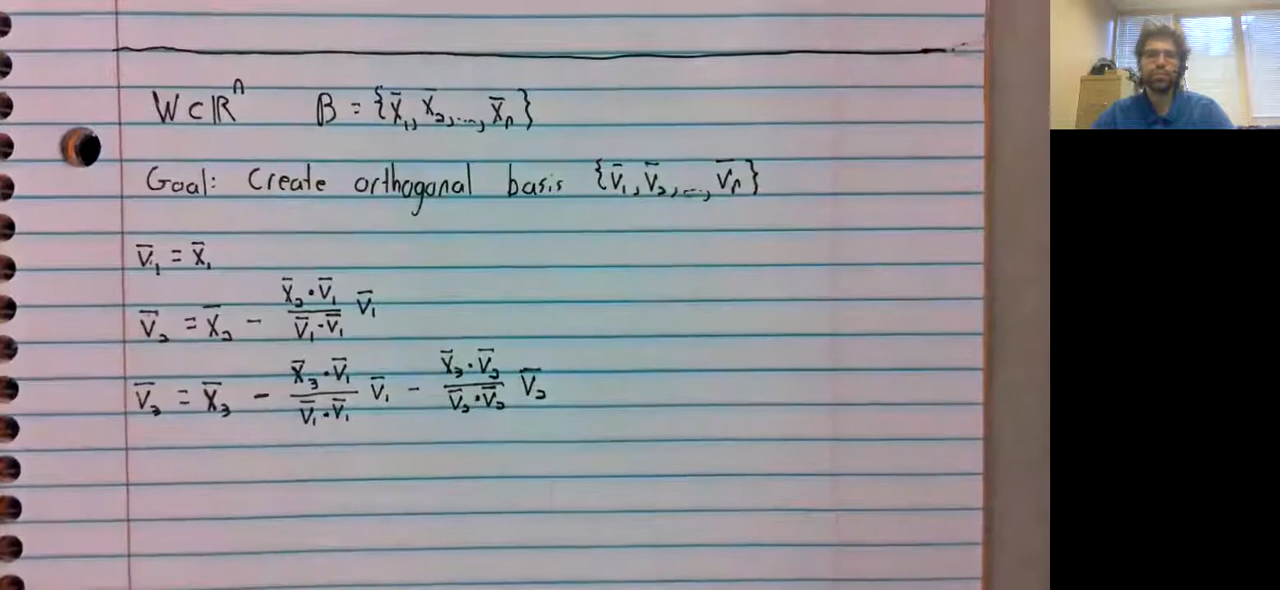 W ⊂ ℝⁿ β = {x̄₁, x̄₂, ..., x̄ₙ}
Goal: Create orthogonal basis {v̄₁, v̄₂, ..., v̄ₙ}
v̄₁ = x̄₁
v̄₂ = x̄₂ − (x̄₂·v̄₁)/(v̄₁·v̄₁) v̄₁
v̄₃ = x̄₃ − (x̄₃·v̄₁)/(v̄₁·v̄₁) v̄₁ − (x̄₃·v̄₂)/(v̄₂·v̄₂) v̄₂